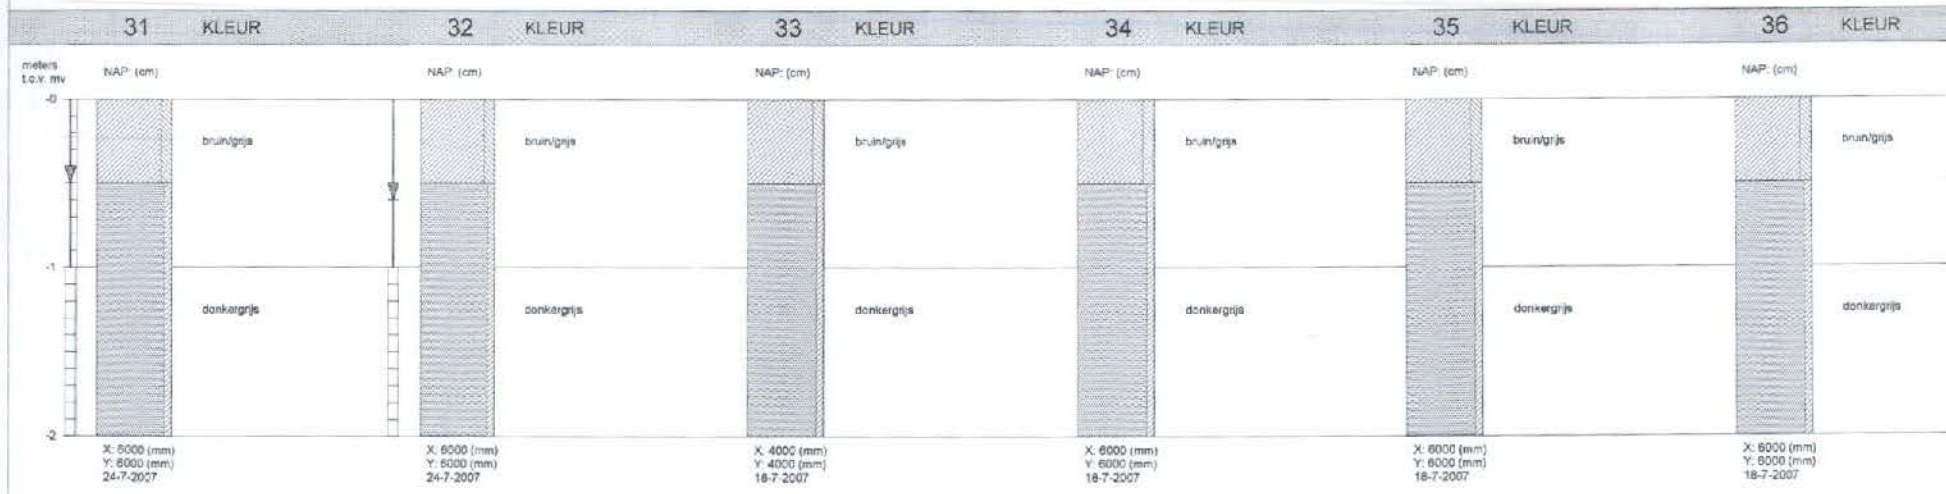 31 KLEUR 32 KLEUR 33 KLEUR 34 KLEUR 35 KLEUR 36 KLEUR
meters
t.o.v. mv
NAP: (cm) NAP: (cm) NAP: (cm) NAP: (cm) NAP: (cm) NAP: (cm)
-0
bruin/grijs bruin/grijs bruin/grijs bruin/grijs bruin/grijs bruin/grijs
-1
donkergrijs donkergrijs donkergrijs donkergrijs donkergrijs donkergrijs
-2
X: 6000 (mm) X: 6000 (mm) X: 4000 (mm) X: 6000 (mm) X: 6000 (mm) X: 6000 (mm)
Y: 6000 (mm) Y: 6000 (mm) Y: 4000 (mm) Y: 6000 (mm) Y: 6000 (mm) Y: 6000 (mm)
24-7-2007 24-7-2007 18-7-2007 18-7-2007 18-7-2007 18-7-2007